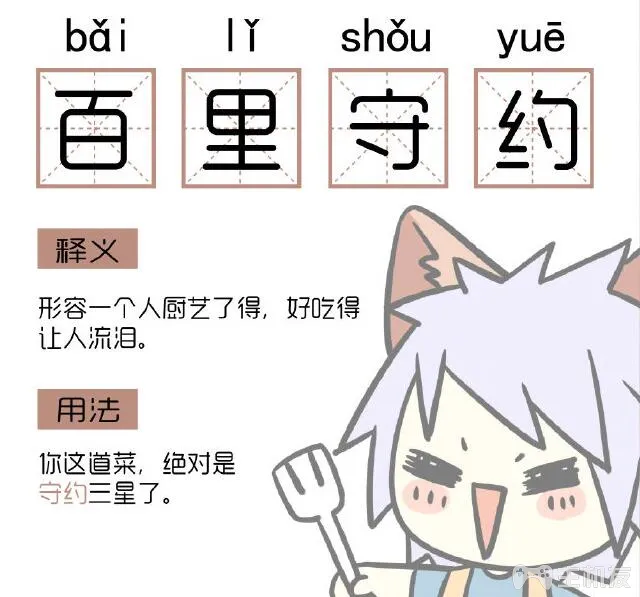 bǎi lǐ shǒu yuē
百里守约
释义
形容一个人厨艺了得，好吃得
让人流泪。
用法
你这道菜，绝对是
守约三星了。